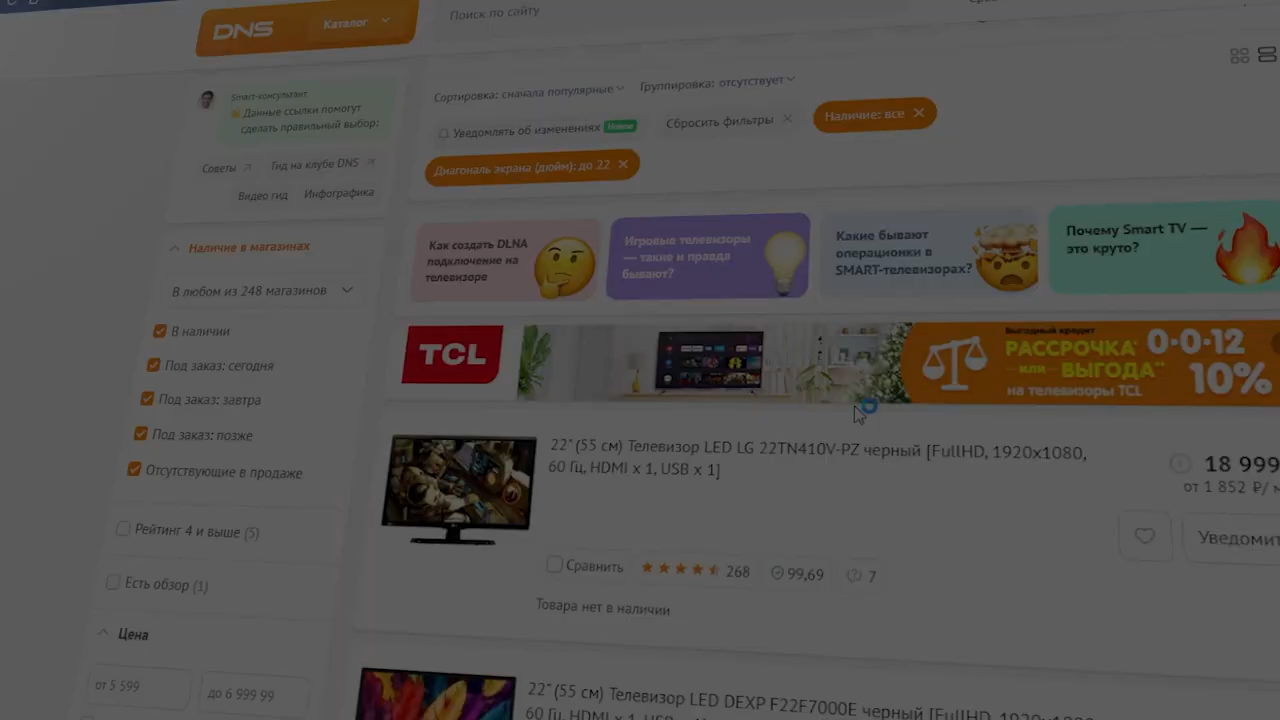 DNS
Каталог
Поиск по сайту
Smart-консультант
Данные ссылки помогут
сделать правильный выбор:
Советы
Гид на клубе DNS
Видео гид
Инфографика
Сортировка: сначала популярные
Группировка: отсутствует
Уведомлять об изменениях
Сбросить фильтры
Наличие: все
Диагональ экрана (дюйм): до 22
Наличие в магазинах
В любом из 248 магазинов
В наличии
Под заказ: сегодня
Под заказ: завтра
Под заказ: позже
Отсутствующие в продаже
Рейтинг 4 и выше (5)
Есть обзор (1)
Цена
от 5 599
до 6 999 99
Как создать DLNA
подключение на
телевизоре
Игровые телевизоры
— такие и правда
бывают?
Какие бывают
операционки в
SMART-телевизорах?
Почему Smart TV —
это круто?
TCL
Выгодный кредит
РАССРОЧКА*
— или — ВЫГОДА**
на телевизоры TCL
0-0-12
10%
22" (55 см) Телевизор LED LG 22TN410V-PZ черный [FullHD, 1920x1080,
60 Гц, HDMI x 1, USB x 1]
18 999
от 1 852 ₽/
Уведомит
Сравнить
268
99,69
7
Товара нет в наличии
22" (55 см) Телевизор LED DEXP F22F7000E черный [FullHD, 1920x1080,
60 Гц, HDMI x 1, USB x 1]